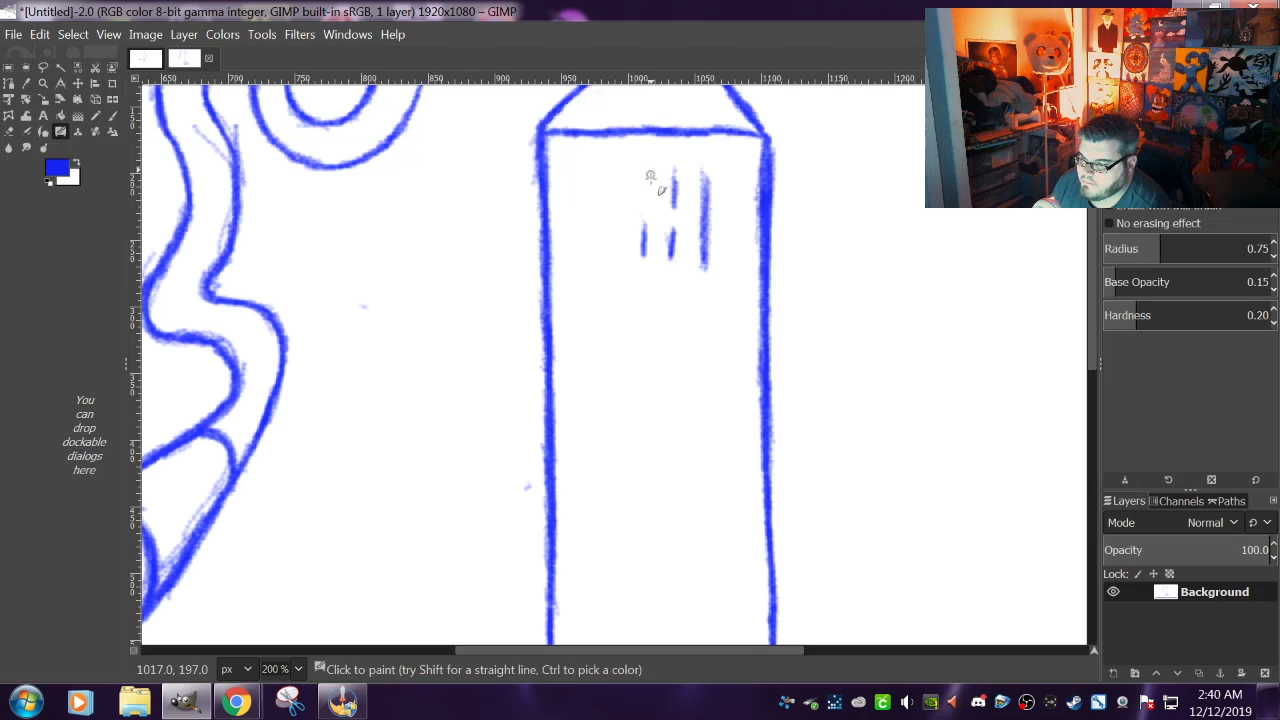 *[Untitled]-2.0 (RGB color 8-bit gamma integer, GIMP built-in sRGB, 1 layer) 1920x1080 – GIMP
File Edit Select View Image Layer Colors Tools Filters Windows Help
650 700 750 800 850 900 950 1000 1050 1100 1150 1200
You
can
drop
dockable
dialogs
here
No erasing effect
Radius 0.75
Base Opacity 0.15
Hardness 0.20
Layers Channels Paths
Mode Normal
Opacity 100.0
Lock:
Background
1017.0, 197.0 px 200 % Click to paint (try Shift for a straight line, Ctrl to pick a color)
2:40 AM
12/12/2019